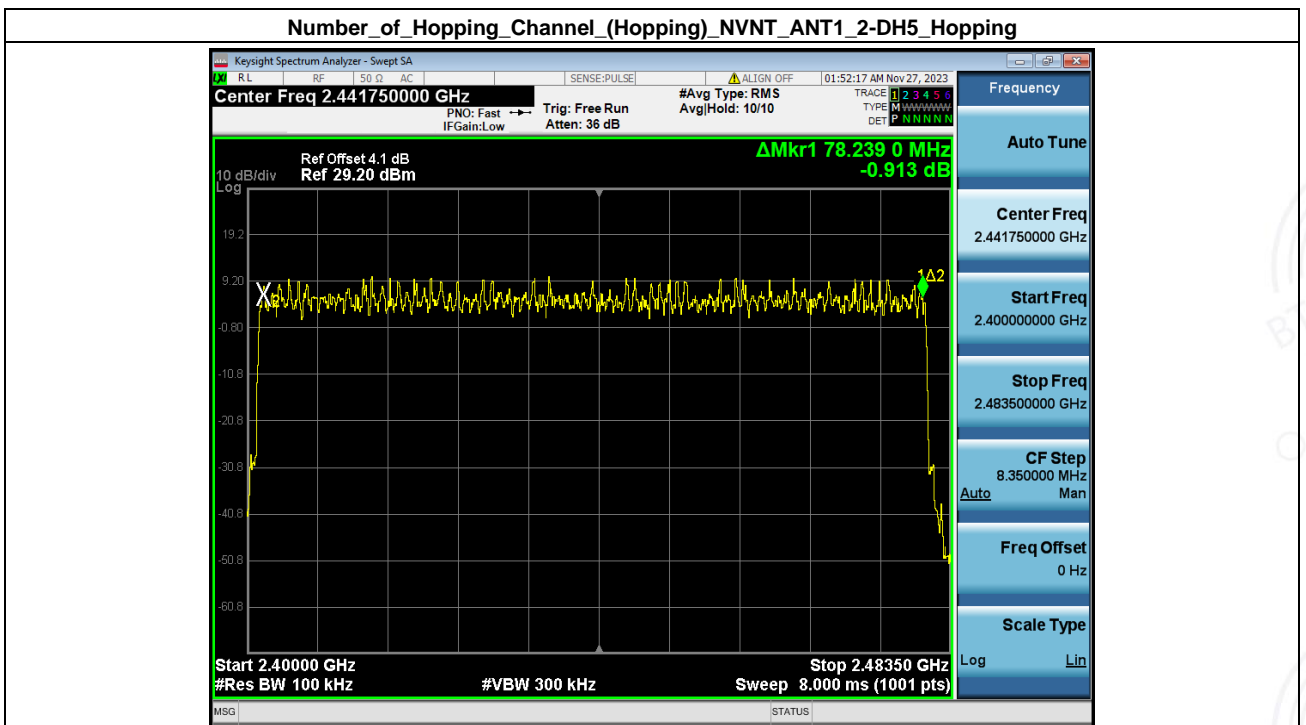 Number_of_Hopping_Channel_(Hopping)_NVNT_ANT1_2-DH5_Hopping
Keysight Spectrum Analyzer - Swept SA
LXI RL RF 50 Ω AC SENSE:PULSE ALIGN OFF 01:52:17 AM Nov 27, 2023
Center Freq 2.441750000 GHz
PNO: Fast
IFGain:Low
Trig: Free Run
Atten: 36 dB
#Avg Type: RMS
Avg|Hold: 10/10
TRACE 1 2 3 4 5 6
TYPE M WWWWW
DET P N N N N N
Frequency
Auto Tune
Center Freq
2.441750000 GHz
Start Freq
2.400000000 GHz
Stop Freq
2.483500000 GHz
CF Step
8.350000 MHz
Auto Man
Freq Offset
0 Hz
Scale Type
Log Lin
ΔMkr1 78.239 0 MHz
-0.913 dB
Ref Offset 4.1 dB
10 dB/div Ref 29.20 dBm
Log
19.2
9.20
-0.80
-10.8
-20.8
-30.8
-40.8
-50.8
-60.8
1Δ2
Start 2.40000 GHz Stop 2.48350 GHz
#Res BW 100 kHz #VBW 300 kHz Sweep 8.000 ms (1001 pts)
MSG STATUS